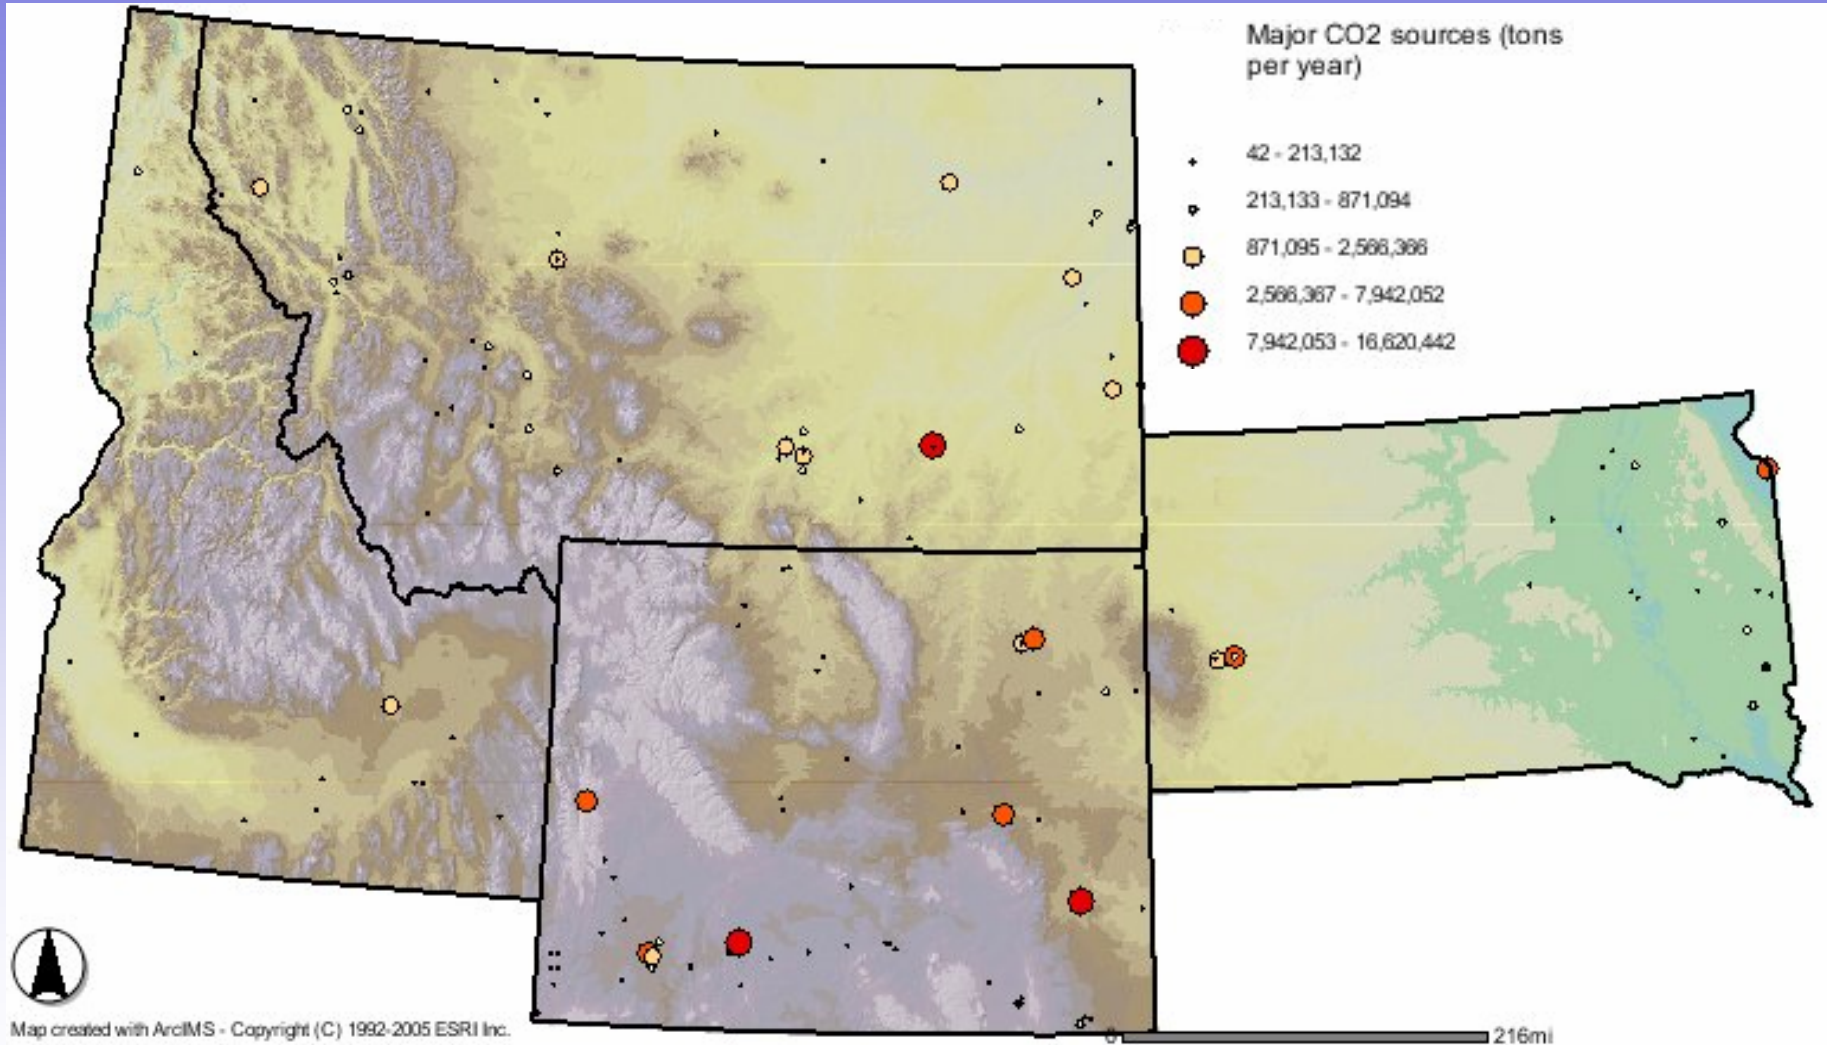 Major CO2 sources (tons
per year)
42 - 213,132
213,133 - 871,094
871,095 - 2,566,366
2,566,367 - 7,942,052
7,942,053 - 16,620,442
Map created with ArcIMS - Copyright (C) 1992-2005 ESRI Inc.
0 216mi